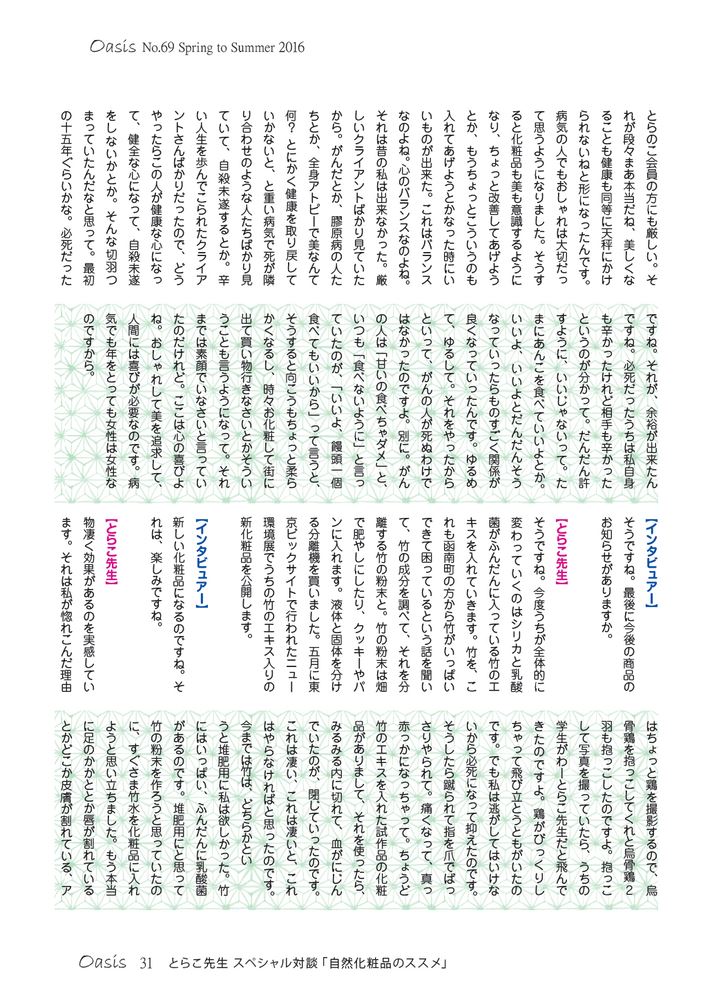 Oasis No.69 Spring to Summer 2016
とらのこ会員の方にも厳しい。そ
れが段々まあ本当だね、美しくな
ることも健康も同等に天秤にかけ
られないねと形になったんです。
病気の人でもおしゃれは大切だっ
て思うようになりました。そうす
ると化粧品も美も意識するように
なり、ちょっと改善してあげよう
とか、もうちょっとこういうのも
入れてあげようとかなった時にい
いものが出来た。これはバランス
なのよね。心のバランスなのよね。
それは昔の私は出来なかった。厳
しいクライアントばかり見ていた
から。がんだとか、膠原病の人た
ちとか、全身アトピーで美なんて
何？とにかく健康を取り戻して
いかないと、と重い病気で死が隣
り合わせのような人たちばかり見
ていて、自殺未遂するとか。辛
い人生を歩んでこられたクライア
ントさんばかりだったので、どう
やったらこの人が健康な心になっ
て、健全な心になって、自殺未遂
をしないかとか。そんな切羽つ
まっていたんだなと思って。最初
の十五年ぐらいかな。必死だった
ですね。それが、余裕が出来たん
ですね。必死だったうちは私自身
も辛かったけれど相手も辛かった
というのが分かって。だんだん許
すように、いいじゃないって。た
まにあんこを食べていいよとか。
いいよ、いいよとだんだんそう
なっていったらものすごく関係が
良くなっていったんです。ゆるめ
て、ゆるして。それをやったから
といって、がんの人が死ぬわけで
はなかったのですよ。別に。がん
の人は「甘いの食べちゃダメ」と、
いつも「食べないように」と言っ
ていたのが、「いいよ、饅頭一個
食べてもいいから」って言うと、
そうすると向こうもちょっと柔ら
かくなるし、時々お化粧して街に
出て買い物行きなさいとかそうい
うことも言うようになって。それ
までは素顔でいなさいと言ってい
たのだけれど。ここは心の喜びよ
ね。おしゃれして美を追求して、
人間には喜びが必要なのです。病
気でも年をとっても女性は女性な
のですから。
【インタビュアー】
そうですね。最後に今後の商品の
お知らせがありますか。
【とらこ先生】
そうですね。今度うちが全体的に
変わっていくのはシリカと乳酸
菌がふんだんに入っている竹のエ
キスを入れていきます。竹を、こ
れも函南町の方から竹がいっぱい
できて困っているという話を聞い
て、竹の成分を調べて、それを分
離する竹の粉末と。竹の粉末は畑
で肥やしにしたり、クッキーやパ
ンに入れます。液体と固体を分け
る分離機を買いました。五月に東
京ビックサイトで行われたニュー
環境展でうちの竹のエキス入りの
新化粧品を公開します。
【インタビュアー】
新しい化粧品になるのですね。そ
れは、楽しみですね。
【とらこ先生】
物凄く効果があるのを実感してい
ます。それは私が惚れこんだ理由
はちょっと鶏を撮影するので、烏
骨鶏を抱っこしてくれと烏骨鶏2
羽も抱っこしたのですよ。抱っこ
して写真を撮っていたら、うちの
学生がわーとらこ先生だと飛んで
きたのですよ。鶏がびっくりし
ちゃって飛び立とうともがいたの
です。でも私は逃がしてはいけな
いから必死になって抑えたのです。
そうしたら蹴られて指を爪でばっ
さりやられて。痛くなって、真っ
赤っかになっちゃって。ちょうど
竹のエキスを入れた試作品の化粧
品がありまして、それを使ったら、
みるみる内に切れて、血がにじん
でいたのが、閉じていったのです。
これは凄い、これは凄いと、これ
はやらなければと思ったのです。
今までは竹は、どちらかとい
うと堆肥用に私は欲しかった。竹
にはいっぱい、ふんだんに乳酸菌
があるのです。堆肥用にと思って
竹の粉末を作ろうと思っていたの
に、すぐさま竹水を化粧品に入れ
ようと思い立ちました。もう本当
に足のかかととか唇が割れている
とかどこか皮膚が割れている、ア
Oasis 31 とらこ先生 スペシャル対談「自然化粧品のススメ」